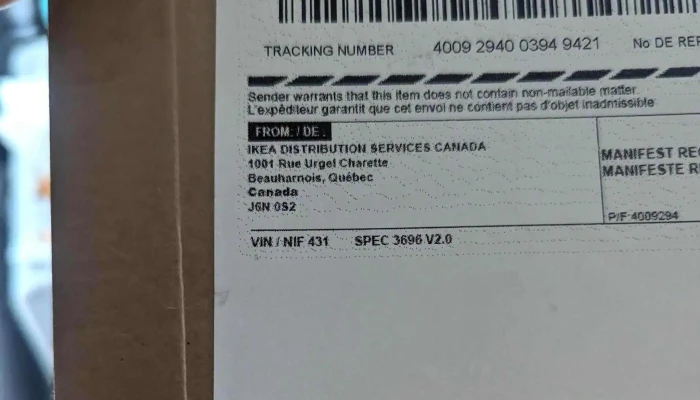 TRACKING NUMBER 4009 2940 0394 9421 No DE REF
Sender warrants that this item does not contain non-mailable matter.
L'expéditeur garantit que cet envoi ne contient pas d'objet inadmissible
FROM: / DE :
IKEA DISTRIBUTION SERVICES CANADA
1001 Rue Urgel Charette
Beauharnois, Québec
Canada
J6N 0S2
MANIFEST RE
MANIFESTE R
P/F:4009294
VIN / NIF 431 SPEC 3696 V2.0